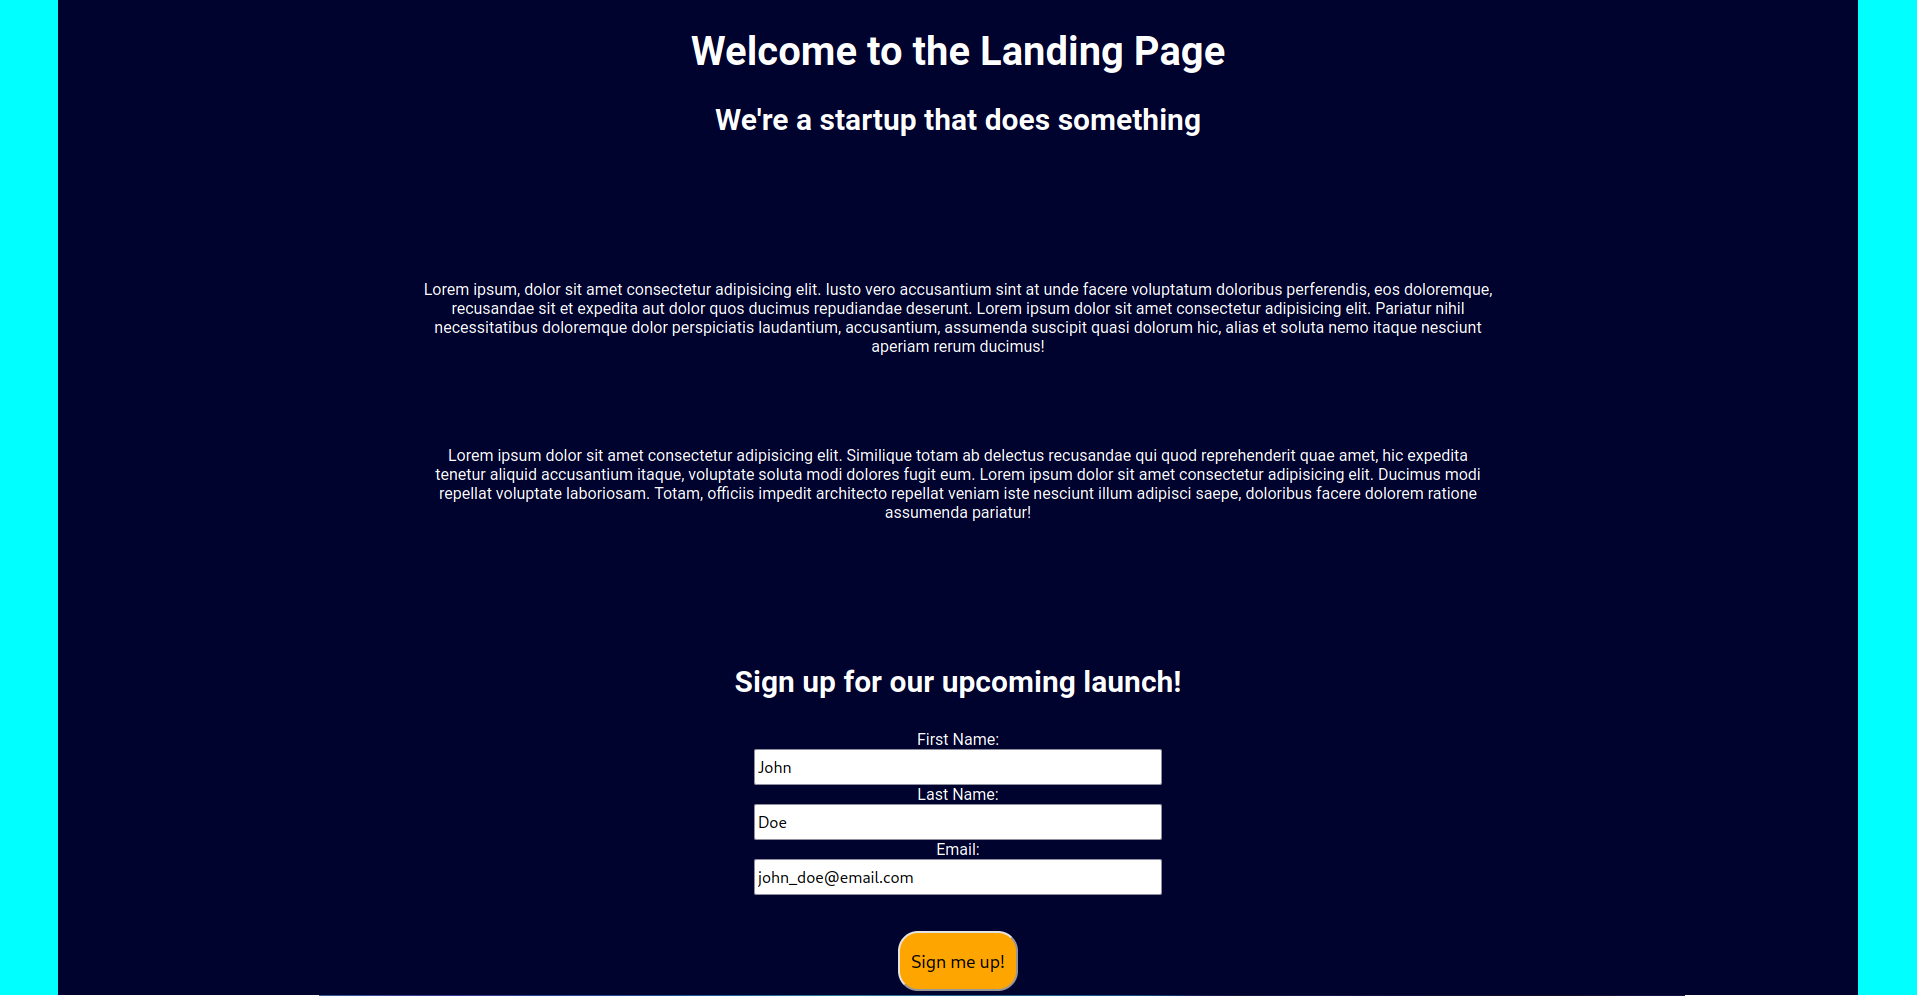 Welcome to the Landing Page
We're a startup that does something
Lorem ipsum, dolor sit amet consectetur adipisicing elit. Iusto vero accusantium sint at unde facere voluptatum doloribus perferendis, eos doloremque,
recusandae sit et expedita aut dolor quos ducimus repudiandae deserunt. Lorem ipsum dolor sit amet consectetur adipisicing elit. Pariatur nihil
necessitatibus doloremque dolor perspiciatis laudantium, accusantium, assumenda suscipit quasi dolorum hic, alias et soluta nemo itaque nesciunt
aperiam rerum ducimus!
Lorem ipsum dolor sit amet consectetur adipisicing elit. Similique totam ab delectus recusandae qui quod reprehenderit quae amet, hic expedita
tenetur aliquid accusantium itaque, voluptate soluta modi dolores fugit eum. Lorem ipsum dolor sit amet consectetur adipisicing elit. Ducimus modi
repellat voluptate laboriosam. Totam, officiis impedit architecto repellat veniam iste nesciunt illum adipisci saepe, doloribus facere dolorem ratione
assumenda pariatur!
Sign up for our upcoming launch!
First Name:
John
Last Name:
Doe
Email:
john_doe@email.com
Sign me up!